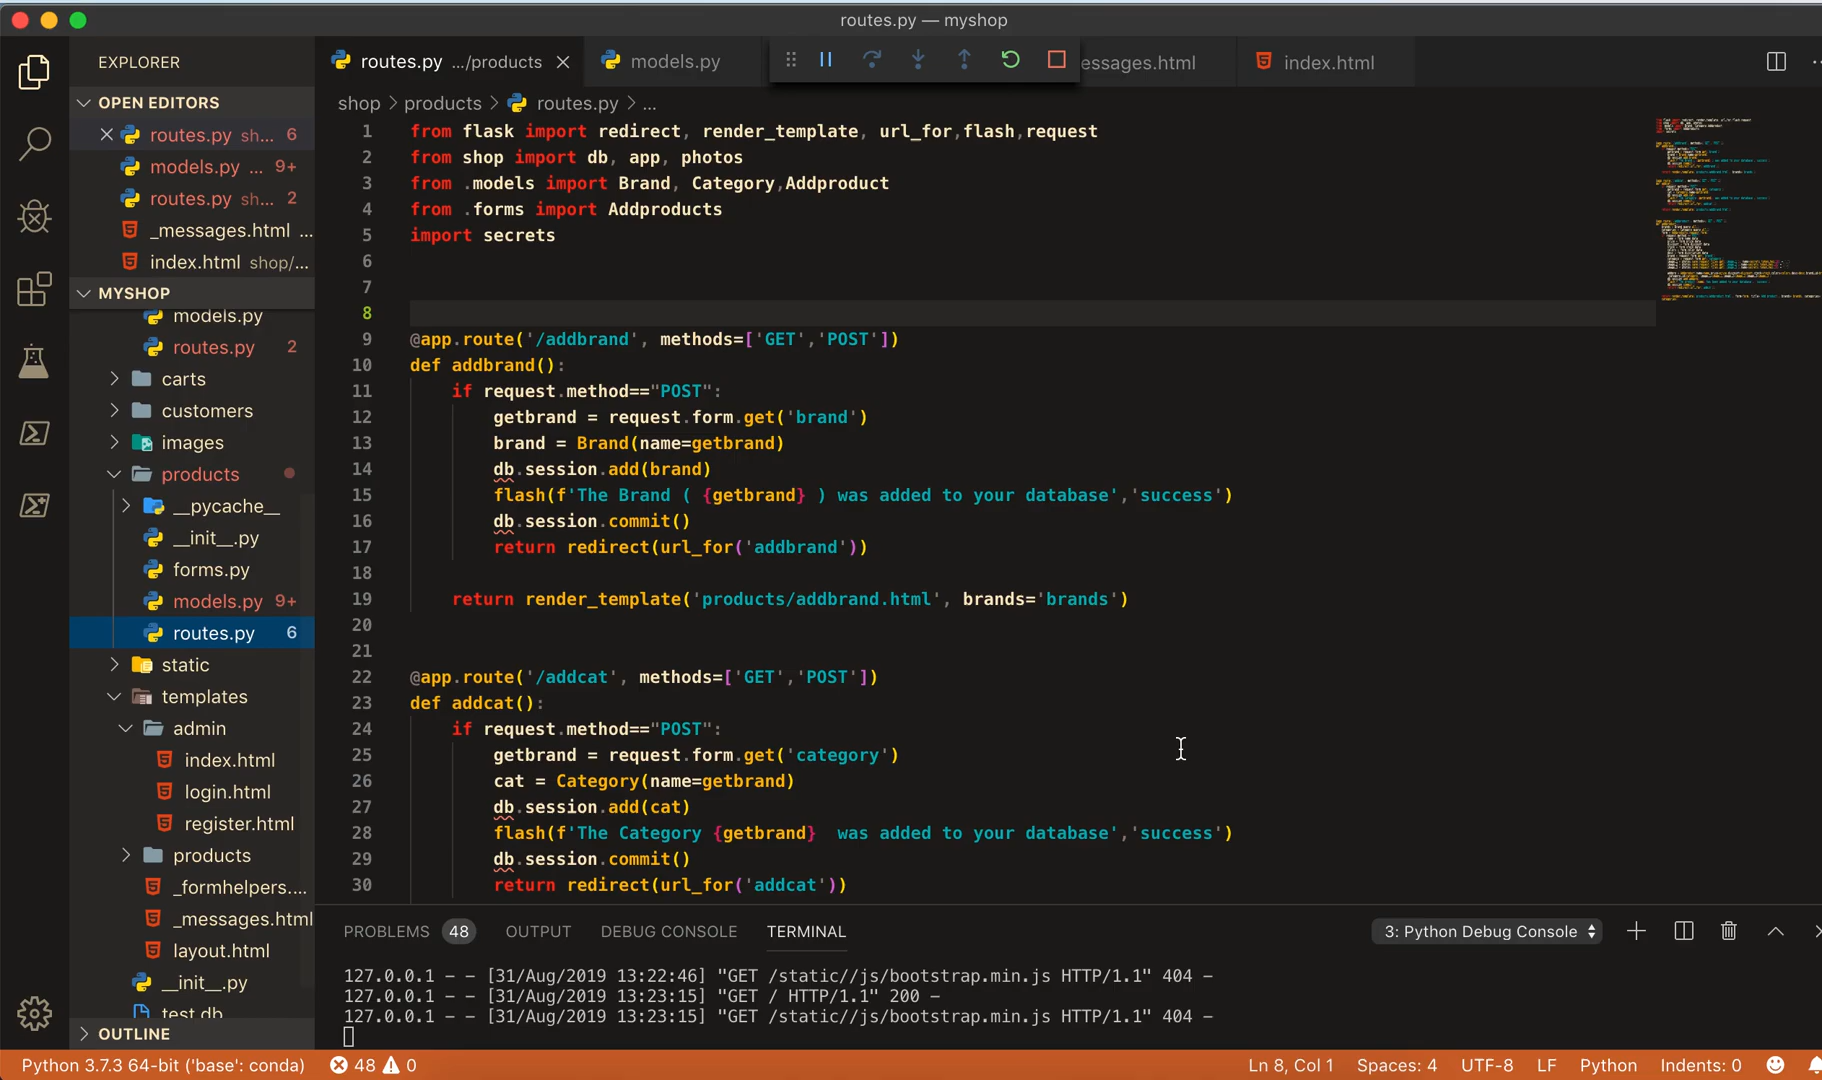 routes.py — myshop
EXPLORER
routes.py .../products
models.py
essages.html
index.html
OPEN EDITORS
routes.py sh... 6
models.py ... 9+
routes.py sh... 2
_messages.html ...
index.html shop/...
MYSHOP
models.py
routes.py 2
carts
customers
images
products
__pycache__
__init__.py
forms.py
models.py 9+
routes.py 6
static
templates
admin
index.html
login.html
register.html
products
_formhelpers....
_messages.html
layout.html
__init__.py
test.db
OUTLINE
shop > products > routes.py > ...
1 from flask import redirect, render_template, url_for,flash,request
2 from shop import db, app, photos
3 from .models import Brand, Category,Addproduct
4 from .forms import Addproducts
5 import secrets
6
7
8
9 @app.route('/addbrand', methods=['GET','POST'])
10 def addbrand():
11 if request.method=="POST":
12 getbrand = request.form.get('brand')
13 brand = Brand(name=getbrand)
14 db.session.add(brand)
15 flash(f'The Brand ( {getbrand} ) was added to your database','success')
16 db.session.commit()
17 return redirect(url_for('addbrand'))
18
19 return render_template('products/addbrand.html', brands='brands')
20
21
22 @app.route('/addcat', methods=['GET','POST'])
23 def addcat():
24 if request.method=="POST":
25 getbrand = request.form.get('category')
26 cat = Category(name=getbrand)
27 db.session.add(cat)
28 flash(f'The Category {getbrand}  was added to your database','success')
29 db.session.commit()
30 return redirect(url_for('addcat'))
PROBLEMS 48 OUTPUT DEBUG CONSOLE TERMINAL 3: Python Debug Console
127.0.0.1 - - [31/Aug/2019 13:22:46] "GET /static//js/bootstrap.min.js HTTP/1.1" 404 -
127.0.0.1 - - [31/Aug/2019 13:23:15] "GET / HTTP/1.1" 200 -
127.0.0.1 - - [31/Aug/2019 13:23:15] "GET /static//js/bootstrap.min.js HTTP/1.1" 404 -
Python 3.7.3 64-bit ('base': conda) 48 0 Ln 8, Col 1 Spaces: 4 UTF-8 LF Python Indents: 0